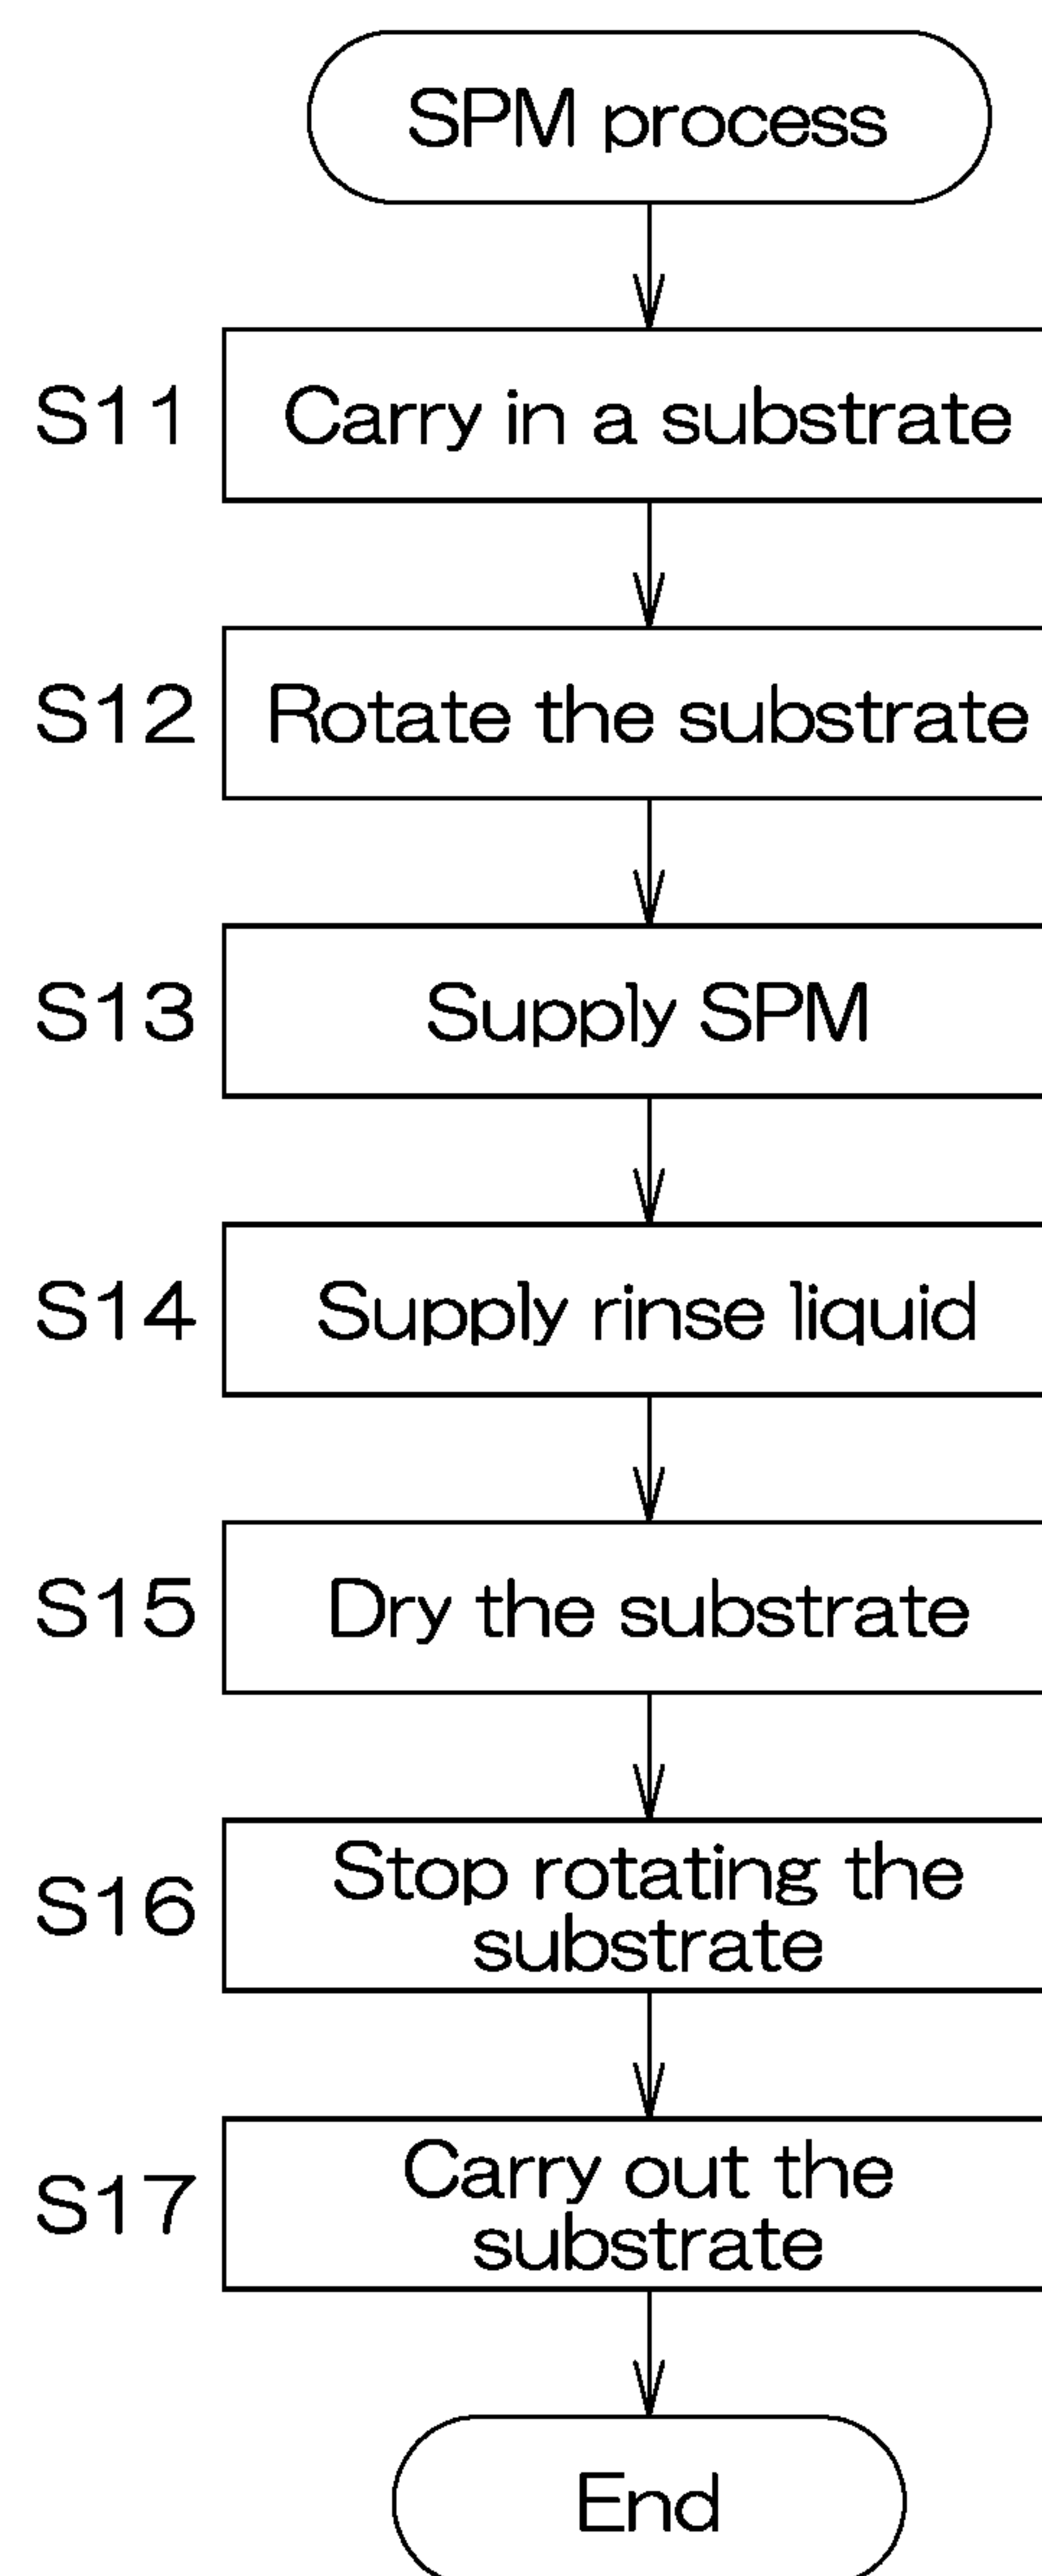 SPM process
S11 Carry in a substrate
S12 Rotate the substrate
S13 Supply SPM
S14 Supply rinse liquid
S15 Dry the substrate
S16 Stop rotating the
substrate
S17 Carry out the
substrate
End